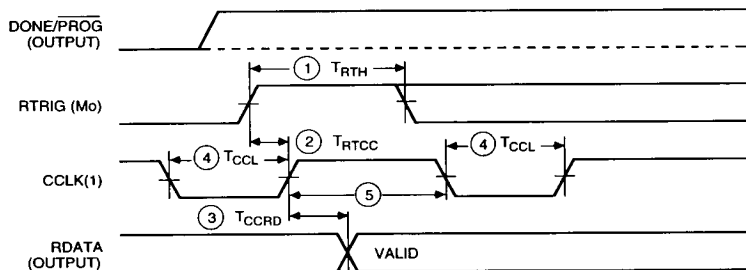 DONE/PROG
(OUTPUT)
1 TRTH
RTRIG (Mo)
2 TRTCC
4 TCCL
4 TCCL
CCLK(1)
5
3 TCCRD
RDATA
(OUTPUT)
VALID